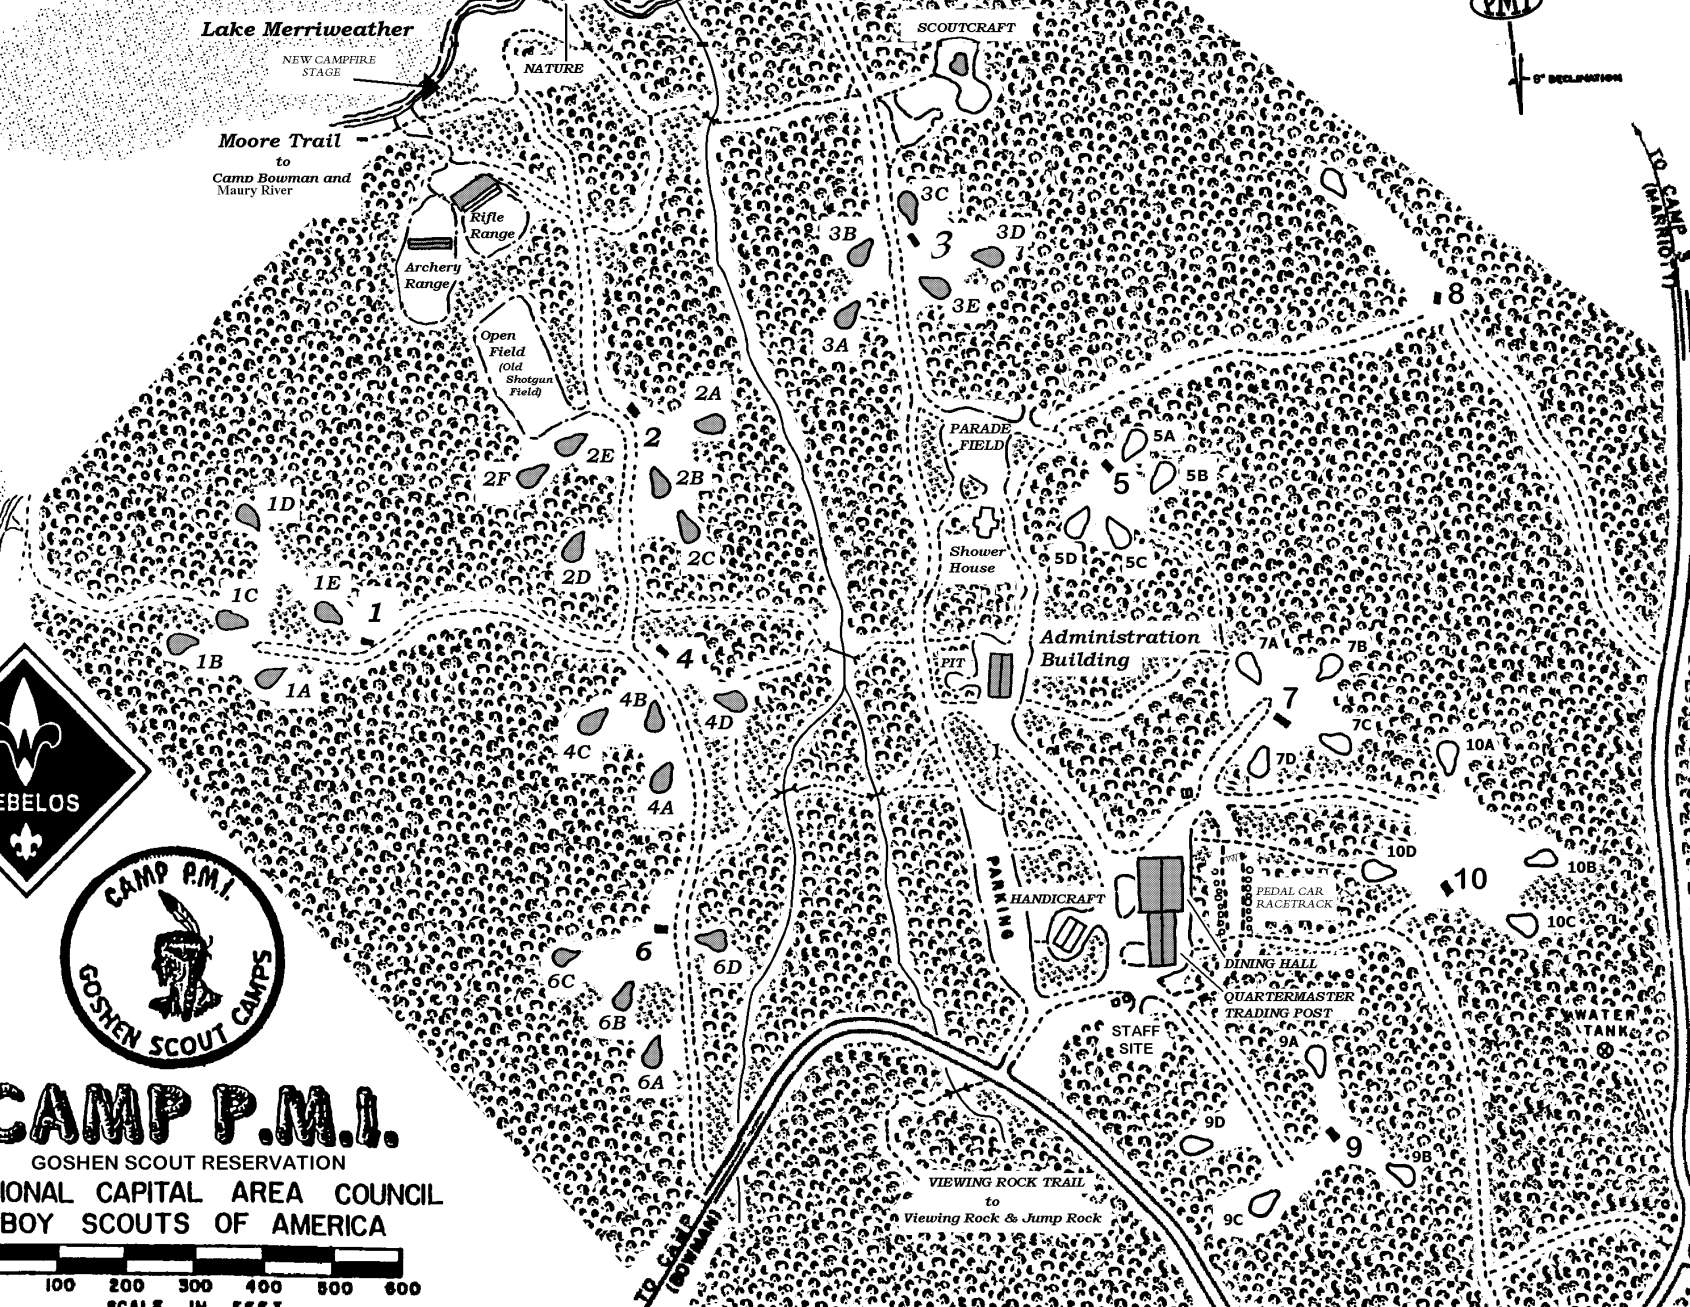 PMI
SCOUTCRAFT
Lake Merriweather
NEW CAMPFIRE
STAGE
NATURE
9° DECLINATION
Moore Trail
to
Camp Bowman and
Maury River
TO CAMP
(MARRIOTT)
Rifle
Range
Archery
Range
3C
3B
3
3D
3E
3A
8
Open
Field
(Old
Shotgun
Field)
2A
2
2E
2F
2B
2C
2D
PARADE
FIELD
5A
5
5B
5D
5C
Shower
House
1D
1E
1C
1
1B
1A
4
4B
4D
4C
4A
PIT
Administration
Building
7A
7B
7
7C
7D
10A
10D
10
10B
10C
PARKING
HANDICRAFT
PEDAL CAR
RACETRACK
DINING HALL
QUARTERMASTER
TRADING POST
WATER
TANK
STAFF
SITE
6
6C
6D
6B
6A
9A
9D
9
9B
9C
VIEWING ROCK TRAIL
to
Viewing Rock & Jump Rock
TO CAMP
(BOWMAN)
EBELOS
CAMP P.M.I.
GOSHEN SCOUT CAMPS
CAMP P.M.I.
GOSHEN SCOUT RESERVATION
IONAL CAPITAL AREA COUNCIL
BOY SCOUTS OF AMERICA
100 200 300 400 500 600
SCALE IN FEET